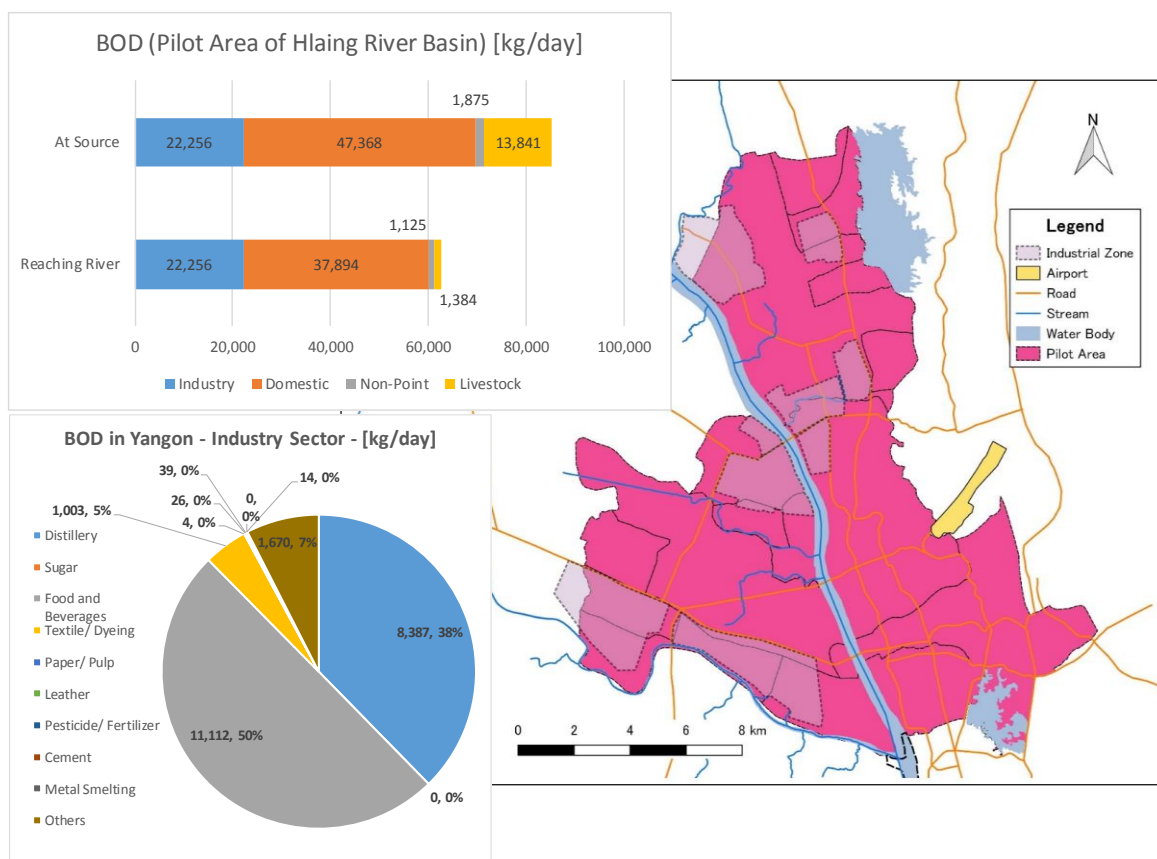 BOD (Pilot Area of Hlaing River Basin) [kg/day]
1,875
At Source
22,256
47,368
13,841
1,125
Reaching River
22,256
37,894
1,384
0
20,000
40,000
60,000
80,000
100,000
Industry
Domestic
Non-Point
Livestock
BOD in Yangon - Industry Sector - [kg/day]
39, 0%
14, 0%
26, 0%
0,
0%
1,003, 5%
4, 0%
1,670, 7%
8,387, 38%
11,112, 50%
0, 0%
Distillery
Sugar
Food and
Beverages
Textile/ Dyeing
Paper/ Pulp
Leather
Pesticide/ Fertilizer
Cement
Metal Smelting
Others
N
Legend
Industrial Zone
Airport
Road
Stream
Water Body
Pilot Area
0
2
4
6
8 km